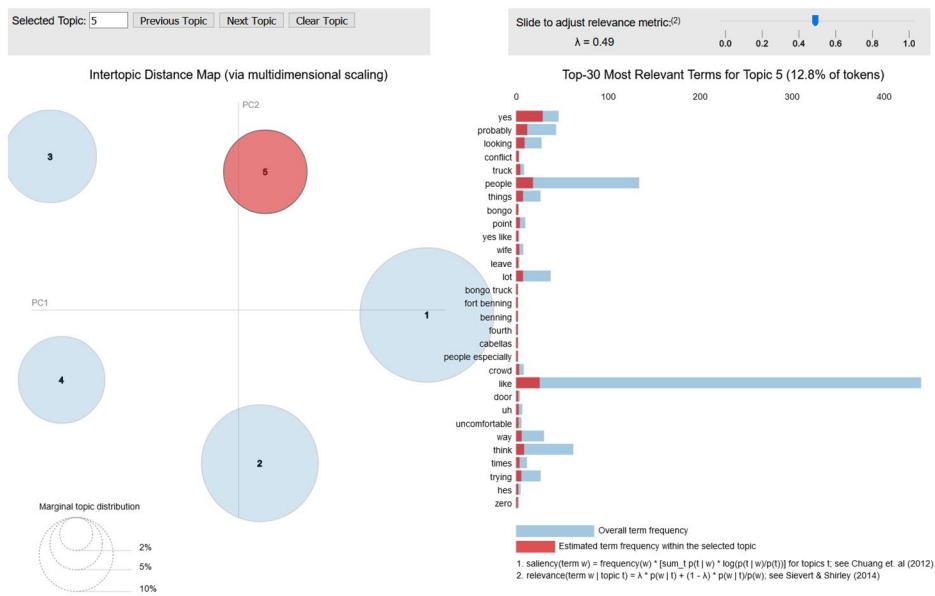 Selected Topic: 5 Previous Topic Next Topic Clear Topic
Slide to adjust relevance metric:(2)
λ = 0.49
0.0 0.2 0.4 0.6 0.8 1.0
Intertopic Distance Map (via multidimensional scaling)
PC2
PC1
3
5
1
4
2
Marginal topic distribution
2%
5%
10%
Top-30 Most Relevant Terms for Topic 5 (12.8% of tokens)
0 100 200 300 400
yes
probably
looking
conflict
truck
people
things
bongo
point
yes like
wife
leave
lot
bongo truck
fort benning
benning
fourth
cabellas
people especially
crowd
like
door
uh
uncomfortable
way
think
times
trying
hes
zero
Overall term frequency
Estimated term frequency within the selected topic
1. saliency(term w) = frequency(w) * [sum_t p(t | w) * log(p(t | w)/p(t))] for topics t; see Chuang et. al (2012)
2. relevance(term w | topic t) = λ * p(w | t) + (1 - λ) * p(w | t)/p(w); see Sievert & Shirley (2014)